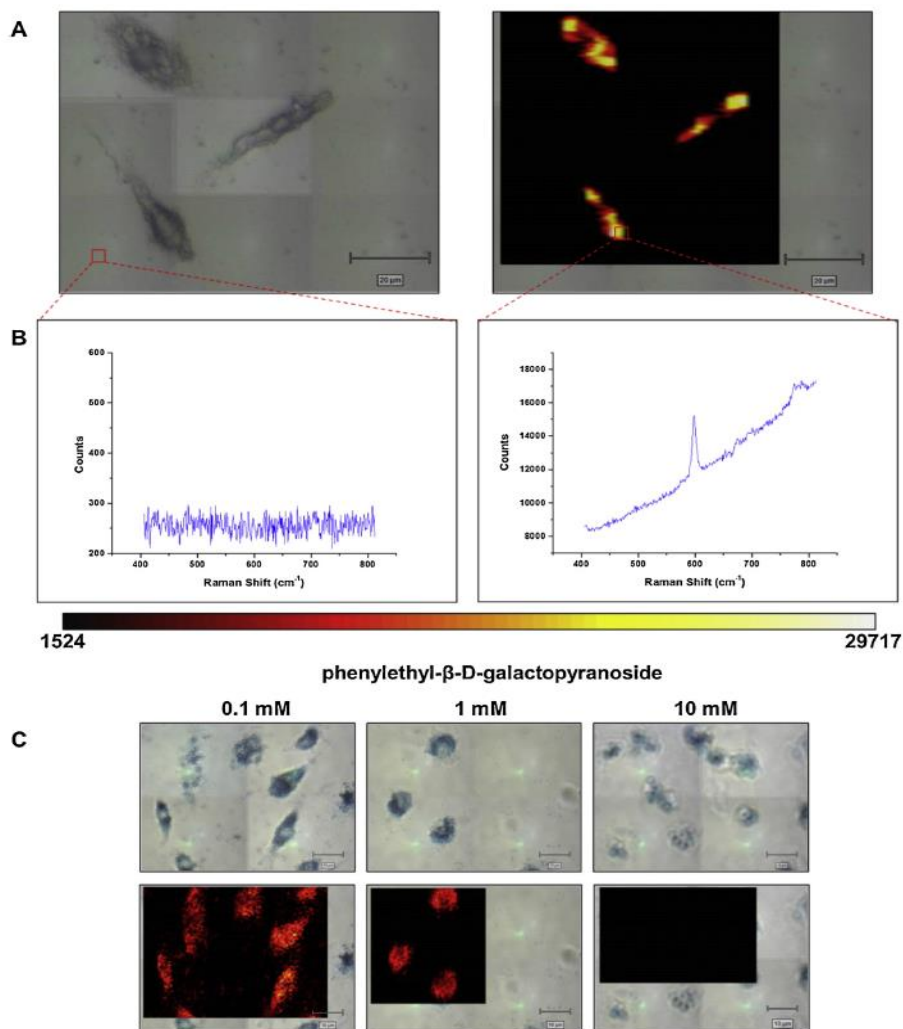 A
20 µm
20 µm
B
600
500
400
300
200
Counts
400 500 600 700 800
Raman Shift (cm-1)
18000
16000
14000
12000
10000
8000
Counts
400 500 600 700 800
Raman Shift (cm-1)
1524 29717
phenylethyl-β-D-galactopyranoside
0.1 mM 1 mM 10 mM
C